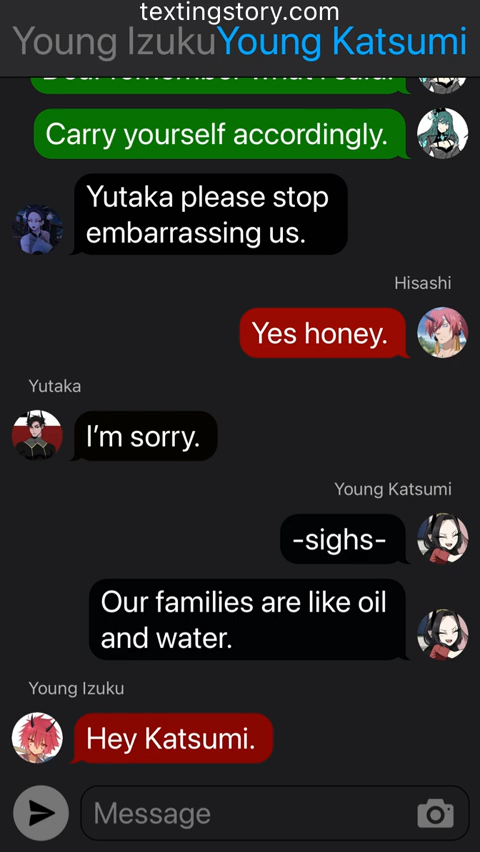 textingstory.com
Young IzukuYoung Katsumi
Carry yourself accordingly.
Yutaka please stop
embarrassing us.
Hisashi
Yes honey.
Yutaka
I'm sorry.
Young Katsumi
-sighs-
Our families are like oil
and water.
Young Izuku
Hey Katsumi.
Message